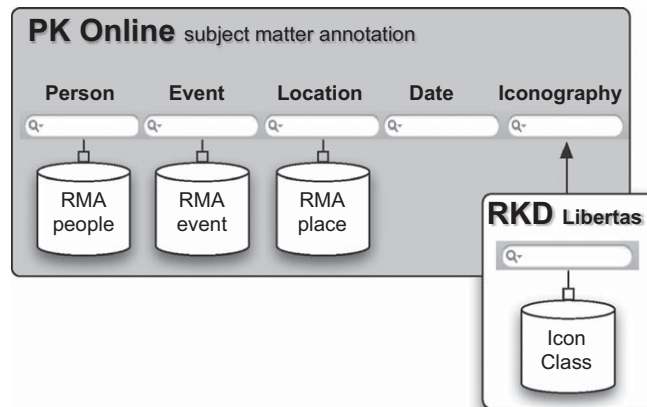 PK Online subject matter annotation
Person Event Location Date Iconography
RMA people
RMA event
RMA place
RKD Libertas
Icon Class